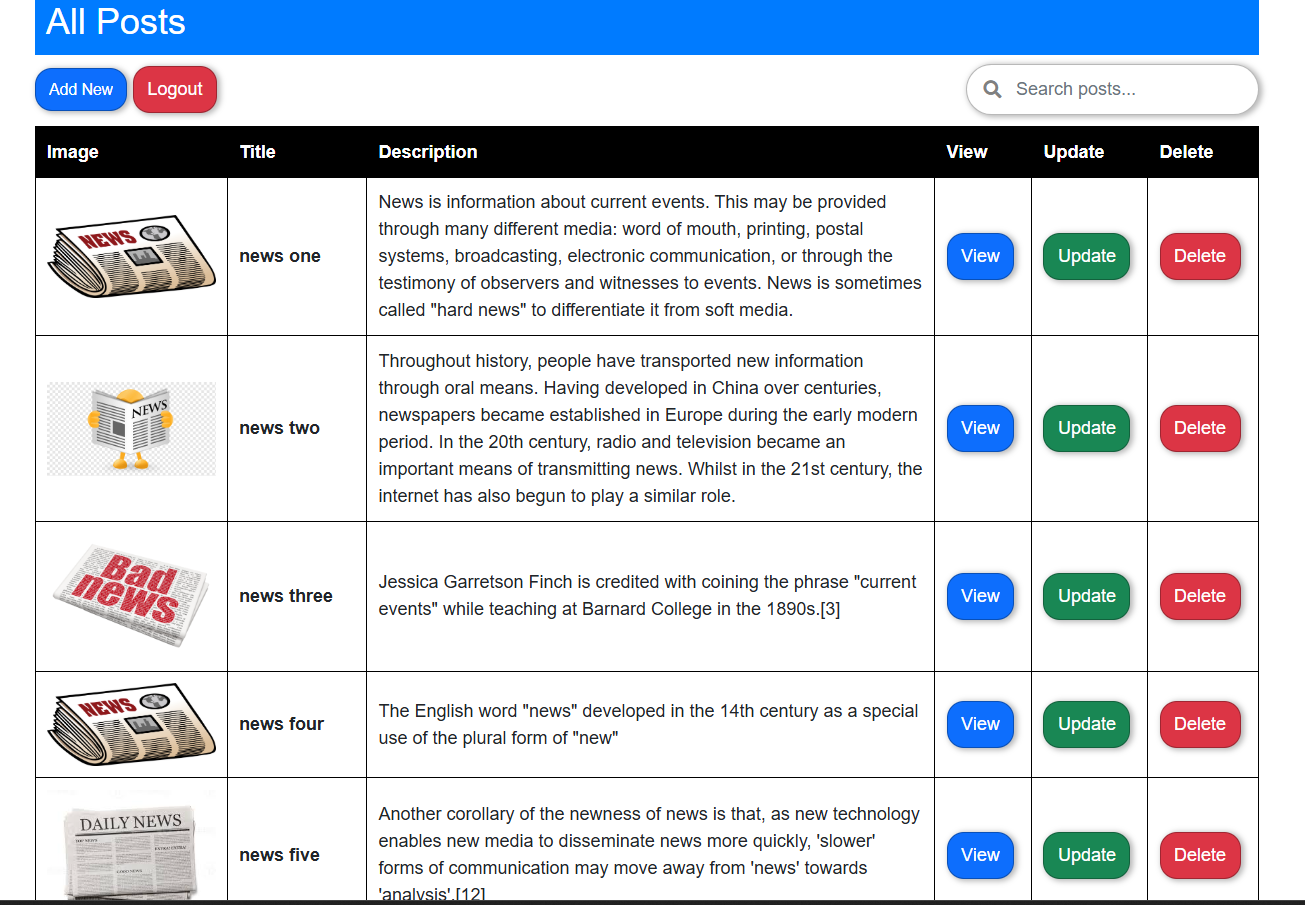 All Posts
Add New
Logout
Search posts...
Image
Title
Description
View
Update
Delete
NEWS
news one
News is information about current events. This may be provided
through many different media: word of mouth, printing, postal
systems, broadcasting, electronic communication, or through the
testimony of observers and witnesses to events. News is sometimes
called "hard news" to differentiate it from soft media.
View
Update
Delete
NEWS
news two
Throughout history, people have transported new information
through oral means. Having developed in China over centuries,
newspapers became established in Europe during the early modern
period. In the 20th century, radio and television became an
important means of transmitting news. Whilst in the 21st century, the
internet has also begun to play a similar role.
View
Update
Delete
Bad
news
news three
Jessica Garretson Finch is credited with coining the phrase "current
events" while teaching at Barnard College in the 1890s.[3]
View
Update
Delete
NEWS
news four
The English word "news" developed in the 14th century as a special
use of the plural form of "new"
View
Update
Delete
DAILY NEWS
news five
Another corollary of the newness of news is that, as new technology
enables new media to disseminate news more quickly, 'slower'
forms of communication may move away from 'news' towards
'analysis'.[12]
View
Update
Delete